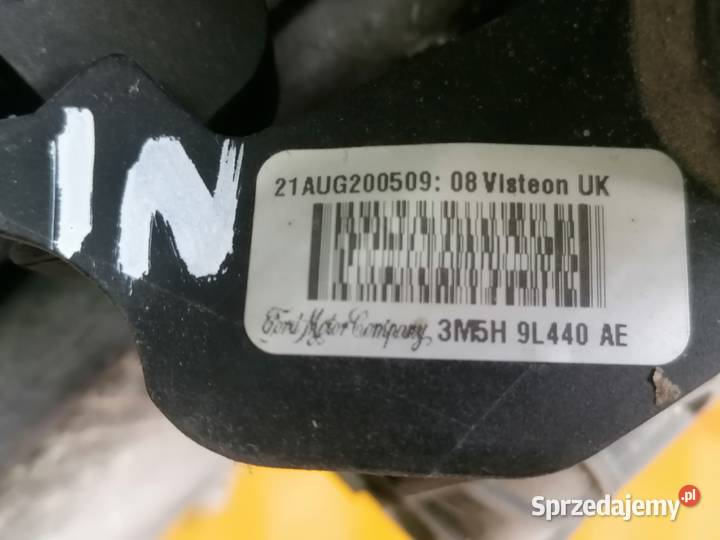 IN
21AUG200509: 08 Visteon UK
Ford Motor Company 3M5H 9L440 AE
Sprzedajemy.pl